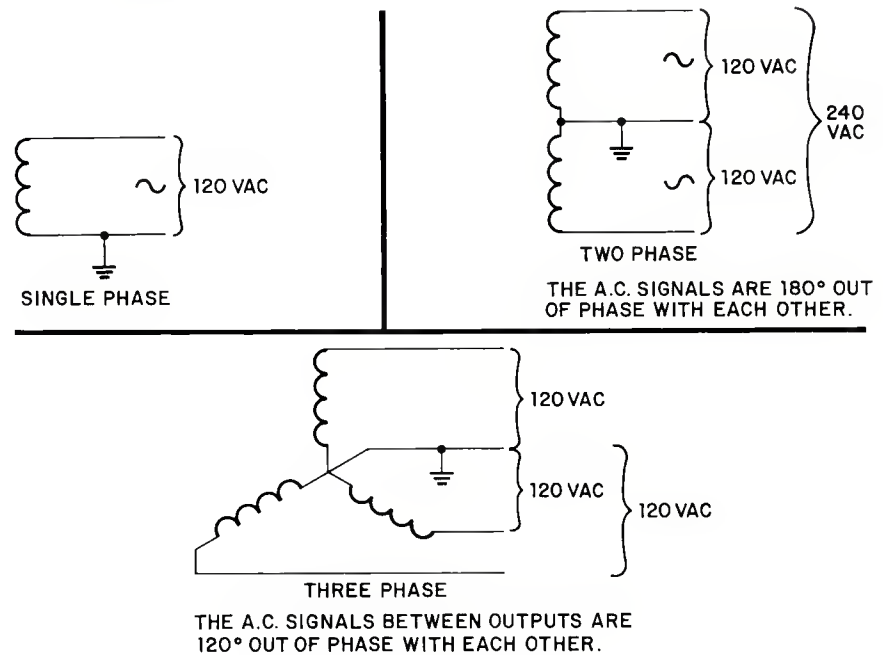 120 VAC
SINGLE PHASE
120 VAC
240
VAC
120 VAC
TWO PHASE
THE A.C. SIGNALS ARE 180° OUT
OF PHASE WITH EACH OTHER.
120 VAC
120 VAC
120 VAC
THREE PHASE
THE A.C. SIGNALS BETWEEN OUTPUTS ARE
120° OUT OF PHASE WITH EACH OTHER.